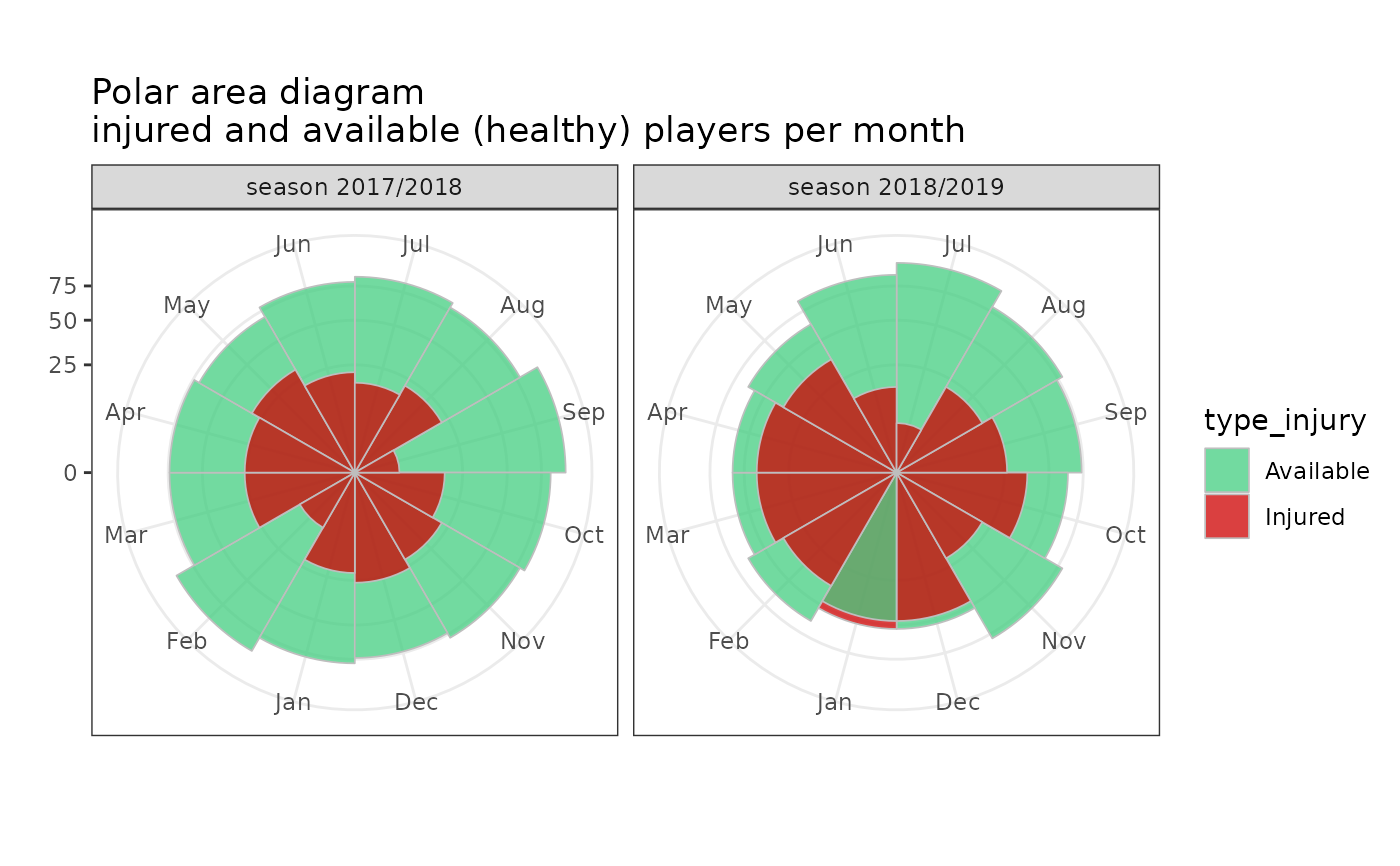 Polar area diagram
injured and available (healthy) players per month
season 2017/2018
season 2018/2019
75
50
25
0
Jun
Jul
May
Aug
Apr
Sep
Mar
Oct
Feb
Nov
Jan
Dec
Jun
Jul
May
Aug
Apr
Sep
Mar
Oct
Feb
Nov
Jan
Dec
type_injury
Available
Injured